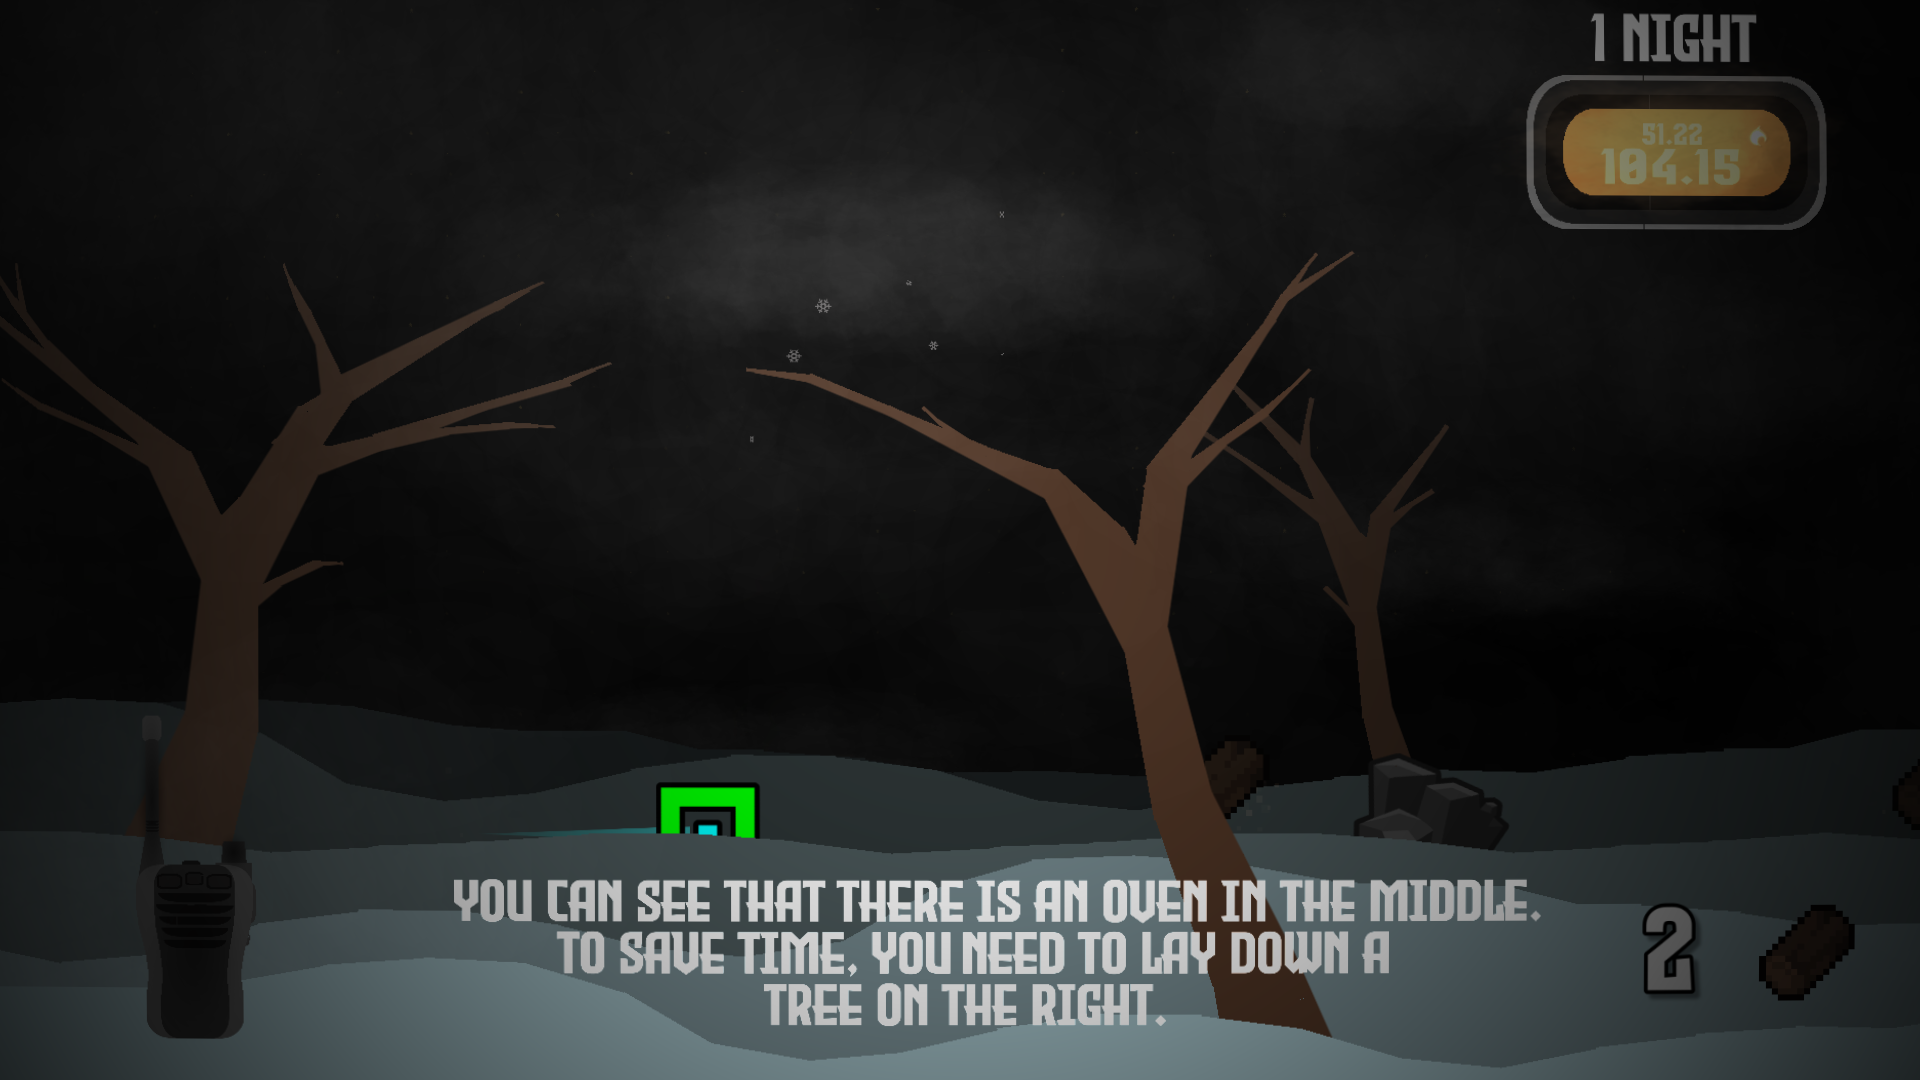 1 NIGHT
51.22
104.15
YOU CAN SEE THAT THERE IS AN OVEN IN THE MIDDLE.
TO SAVE TIME, YOU NEED TO LAY DOWN A
TREE ON THE RIGHT.
2